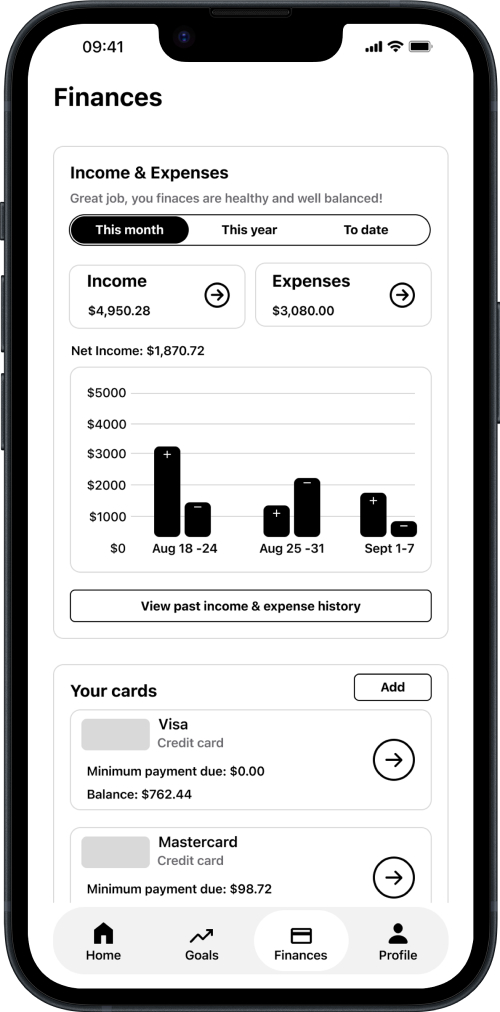 09:41
Finances
Income & Expenses
Great job, you finaces are healthy and well balanced!
This month This year To date
Income Expenses
$4,950.28 $3,080.00
Net Income: $1,870.72
$5000
$4000
$3000
$2000
$1000
$0 Aug 18 -24 Aug 25 -31 Sept 1-7
View past income & expense history
Your cards Add
Visa
Credit card
Minimum payment due: $0.00
Balance: $762.44
Mastercard
Credit card
Minimum payment due: $98.72
Home Goals Finances Profile